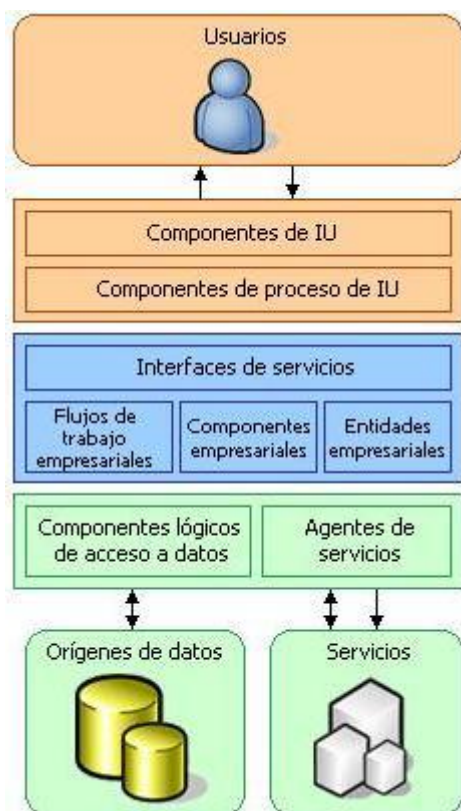 Usuarios
Componentes de IU
Componentes de proceso de IU
Interfaces de servicios
Flujos de
trabajo
empresariales
Componentes
empresariales
Entidades
empresariales
Componentes lógicos
de acceso a datos
Agentes de
servicios
Orígenes de datos
Servicios